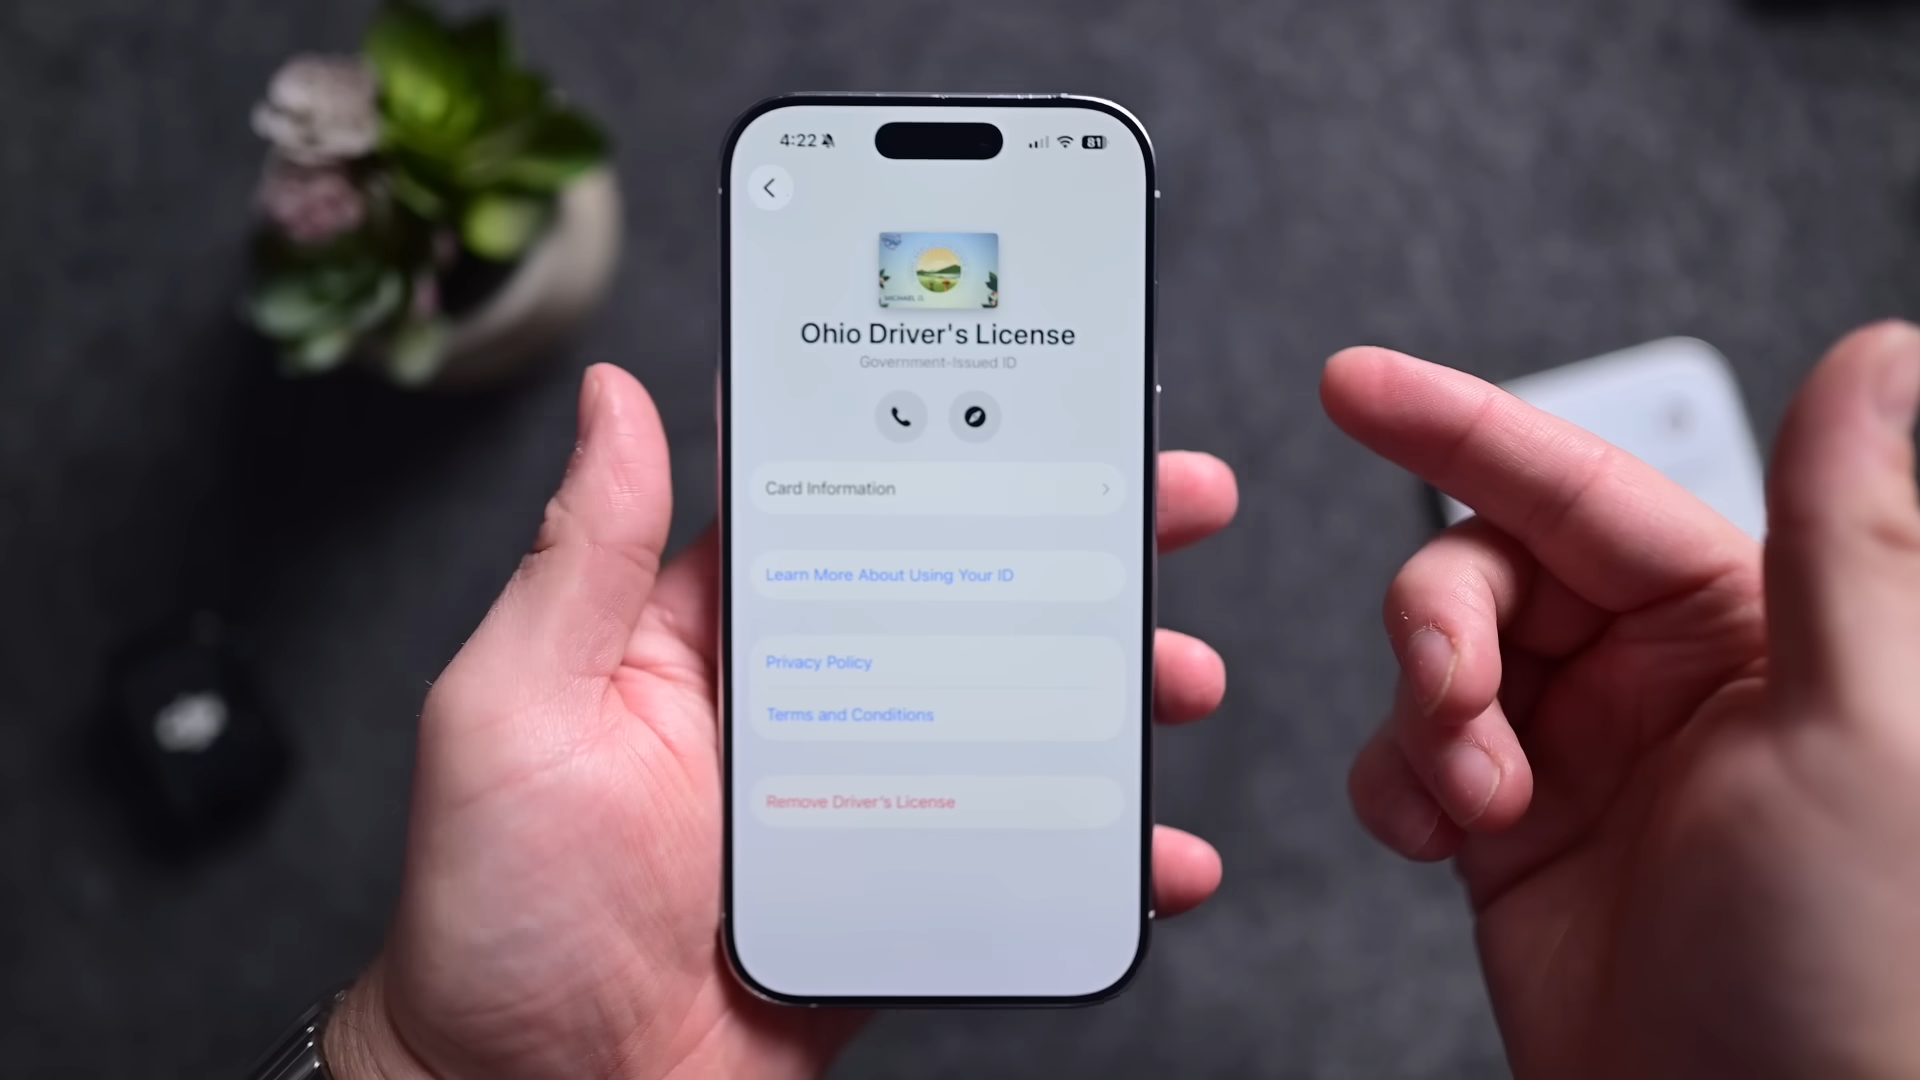 4:22
81
MICHAEL D.
Ohio Driver's License
Government-Issued ID
Card Information
Learn More About Using Your ID
Privacy Policy
Terms and Conditions
Remove Driver's License